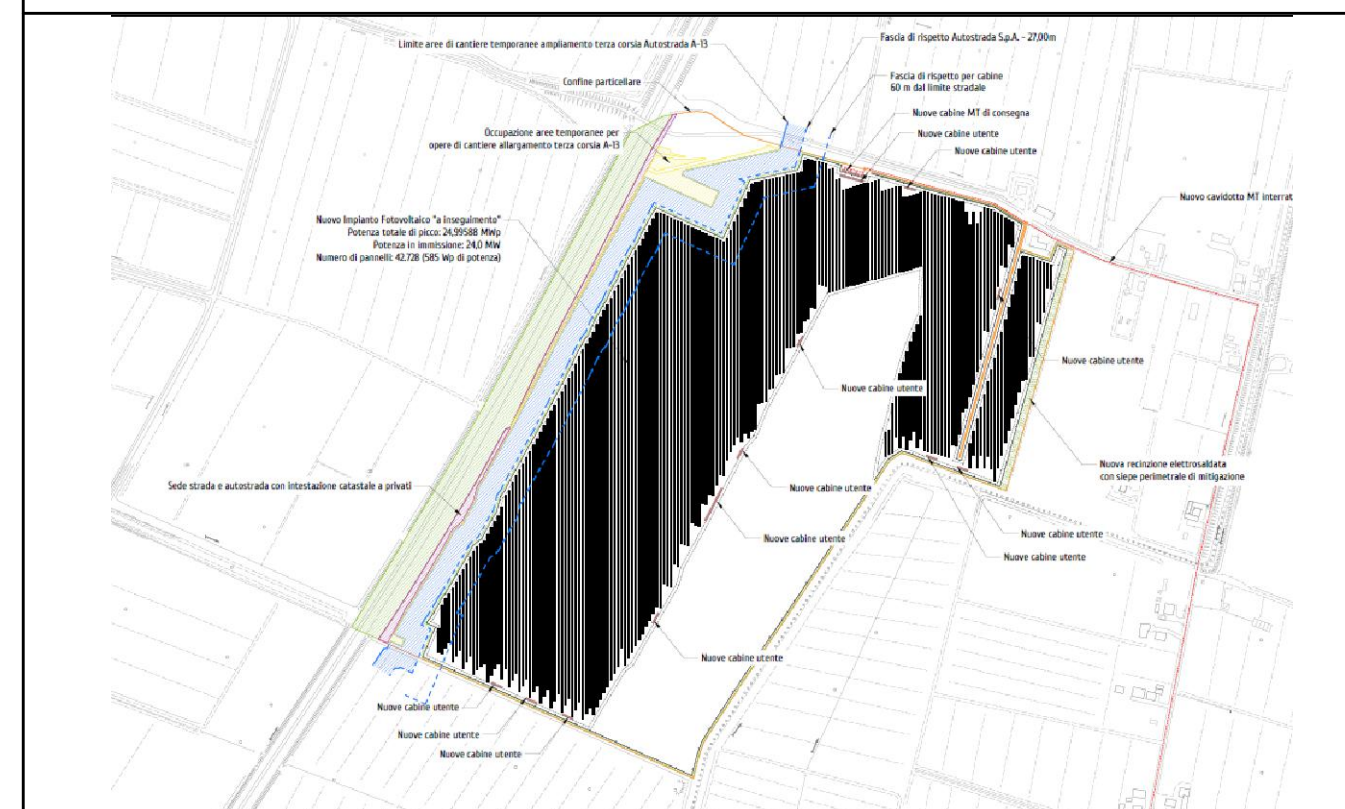 Limite aree di cantiere temporanee ampliamento terza corsia Autostrada A-13
Fascia di rispetto Autostrada S.p.A. - 27,00m
Confine particellare
Fascia di rispetto per cabine
60 m dal limite stradale
Nuove cabine MT di consegna
Nuove cabine utente
Nuove cabine utente
Occupazione aree temporanee per
opere di cantiere allargamento terza corsia A-13
Nuovo cavidotto MT interrat
Nuovo Impianto Fotovoltaico "a inseguimento"
Potenza totale di picco: 24,99588 MWp
Potenza in immissione: 24,0 MW
Numero di pannelli: 42.728 (585 Wp di potenza)
Nuove cabine utente
Nuove cabine utente
Nuova recinzione elettrosaldata
con siepe perimetrale di mitigazione
Sede strada e autostrada con intestazione catastale a privati
Nuove cabine utente
Nuove cabine utente
Nuove cabine utente
Nuove cabine utente
Nuove cabine utente
Nuove cabine utente
Nuove cabine utente
Nuove cabine utente